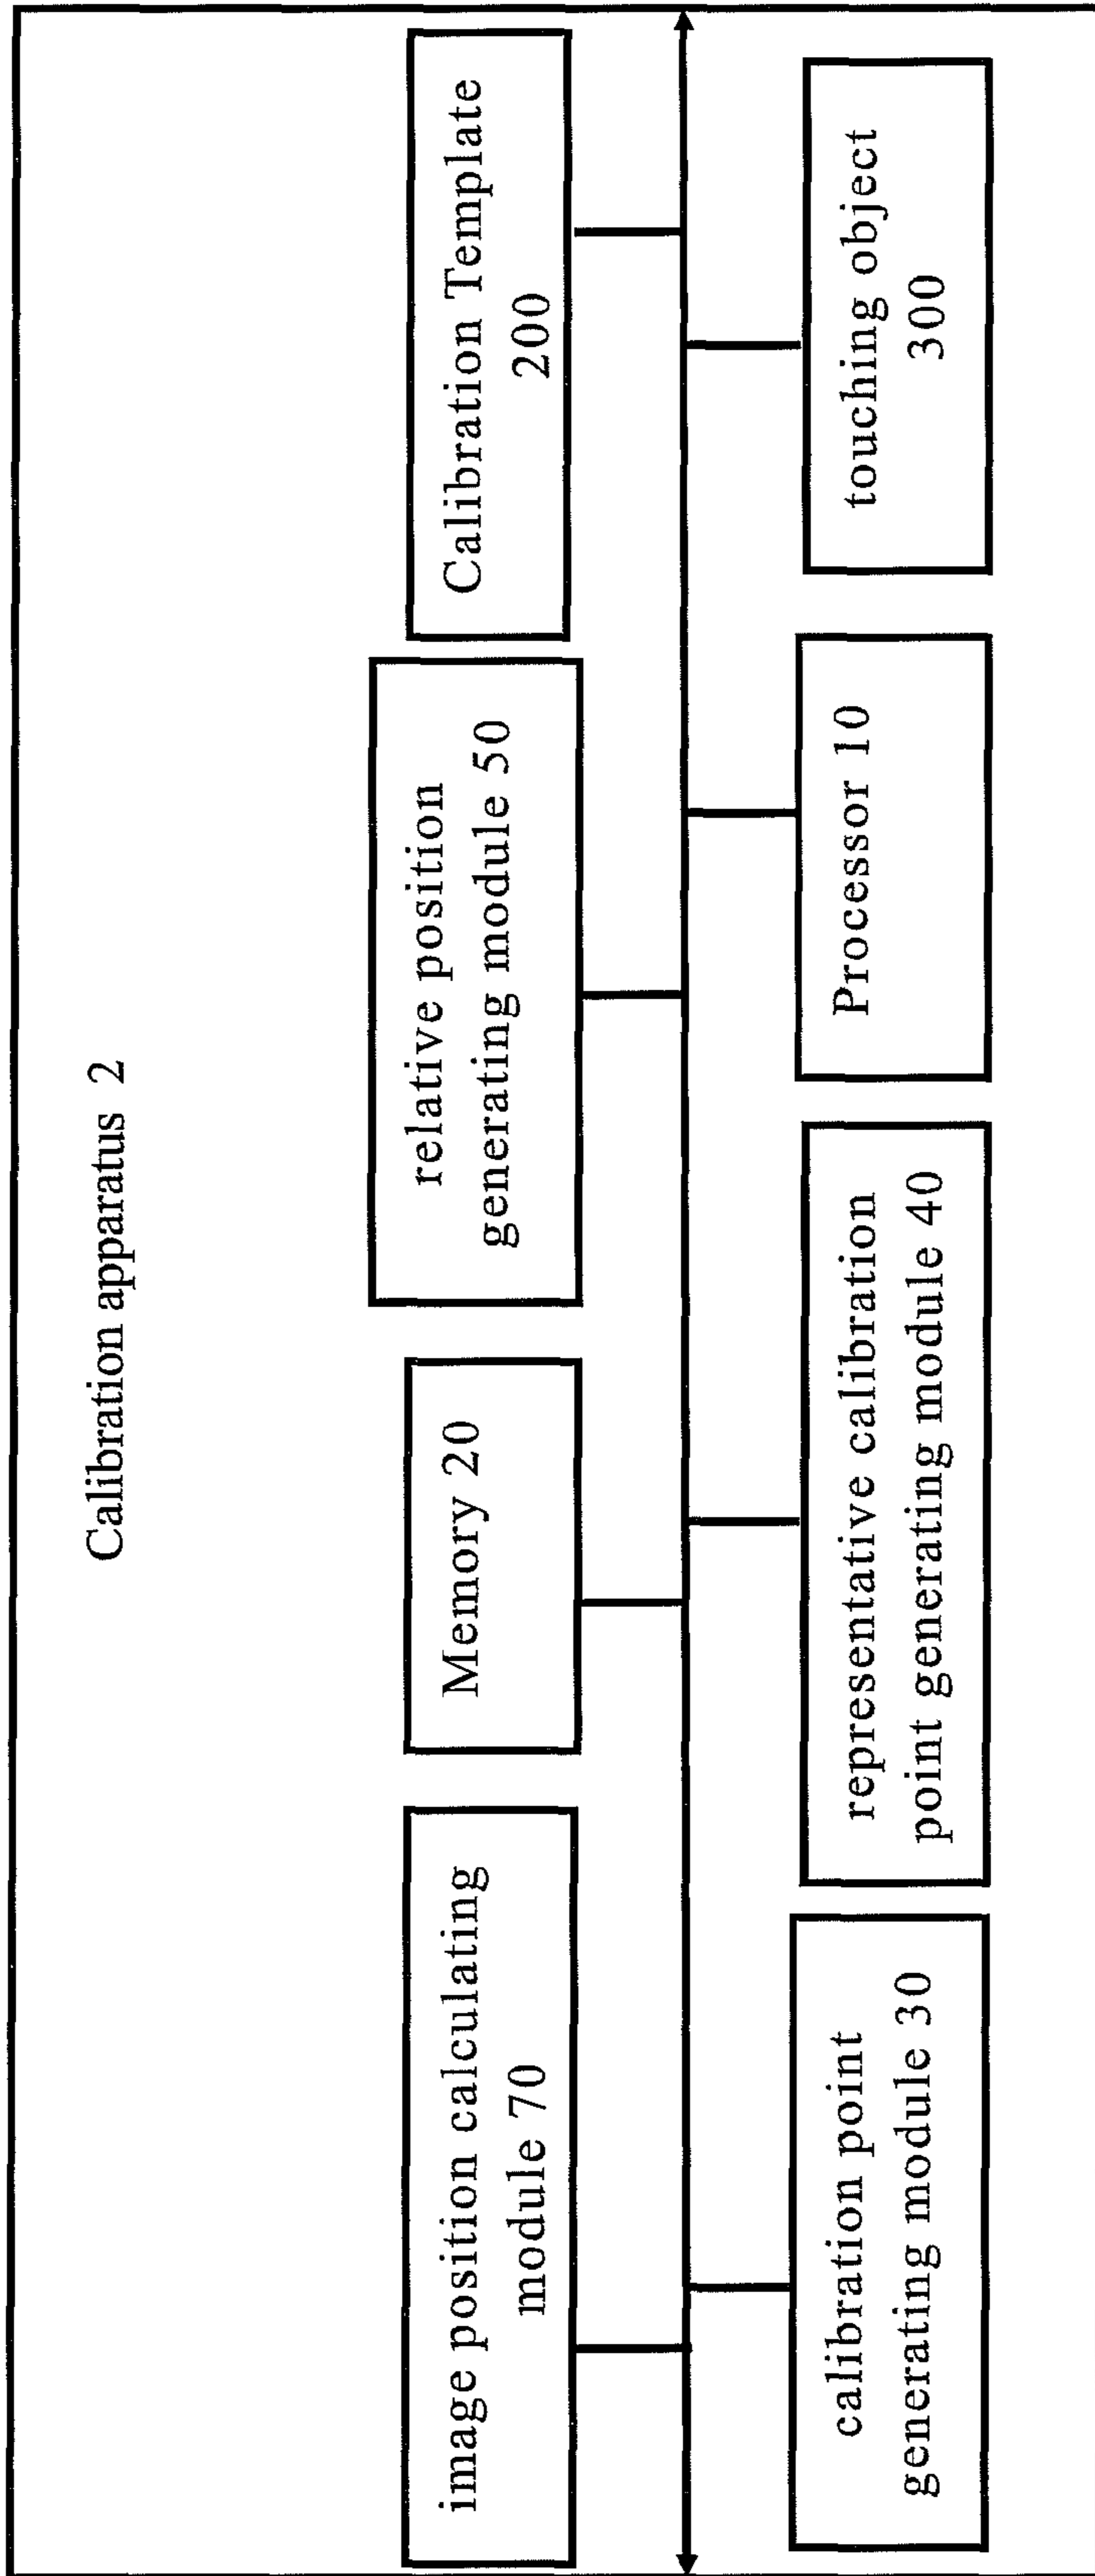 Calibration apparatus 2
image position calculating
module 70
Memory 20
relative position
generating module 50
Calibration Template
200
calibration point
generating module 30
representative calibration
point generating module 40
Processor 10
touching object
300